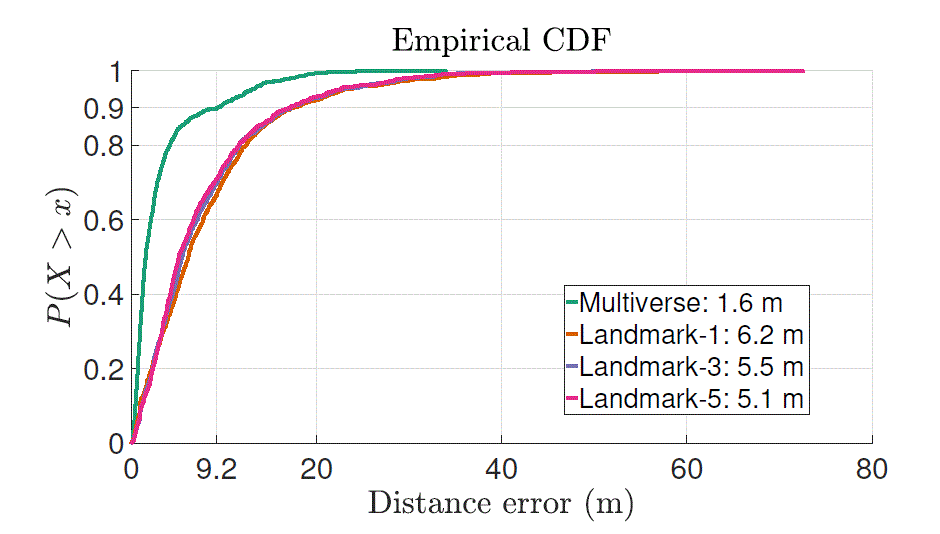 Empirical CDF
P(X > x)
1
0.9
0.8
0.6
0.4
0.2
0
0 9.2 20 40 60 80
Distance error (m)
Multiverse: 1.6 m
Landmark-1: 6.2 m
Landmark-3: 5.5 m
Landmark-5: 5.1 m